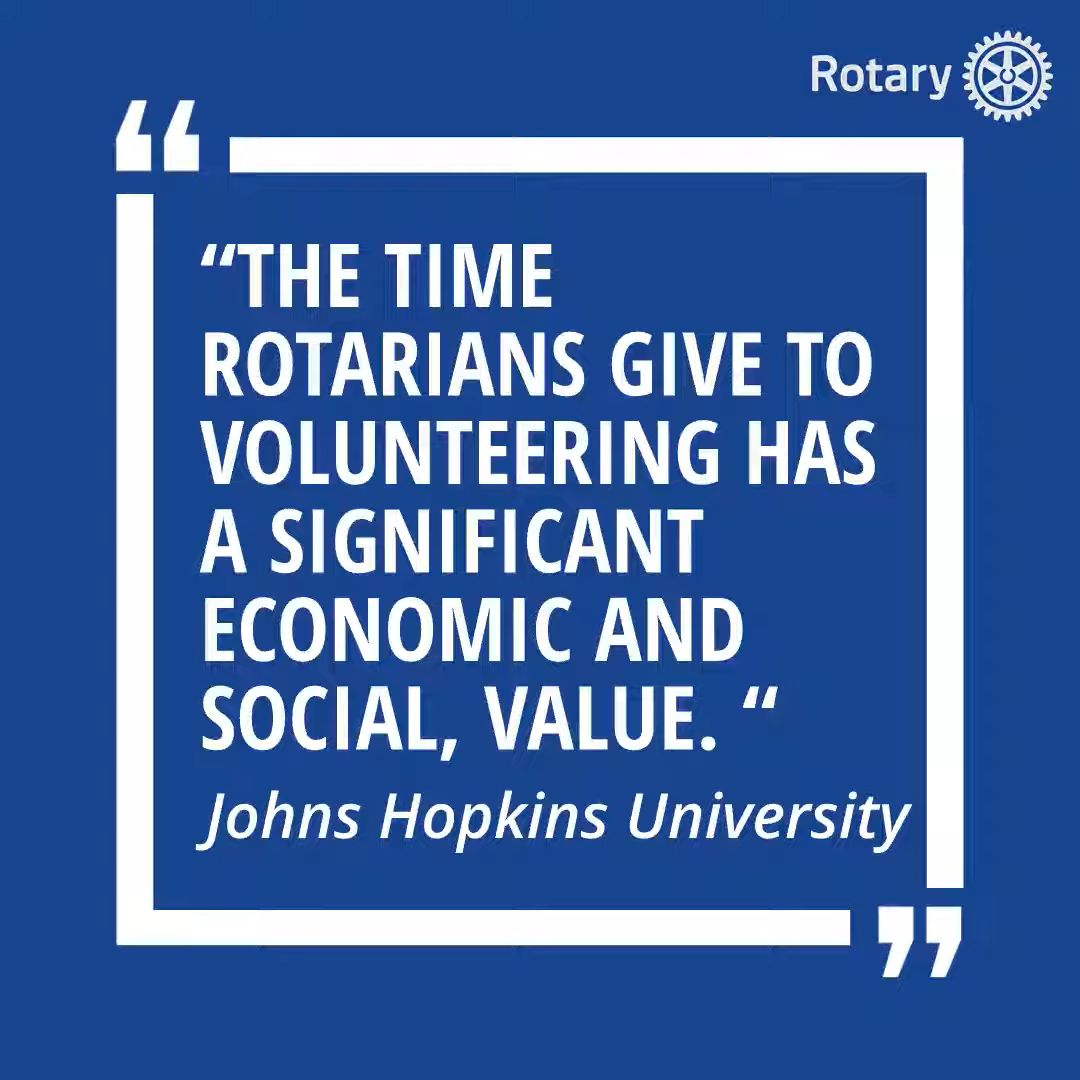 Rotary
“
“THE TIME
ROTARIANS GIVE TO
VOLUNTEERING HAS
A SIGNIFICANT
ECONOMIC AND
SOCIAL, VALUE. “
Johns Hopkins University
”